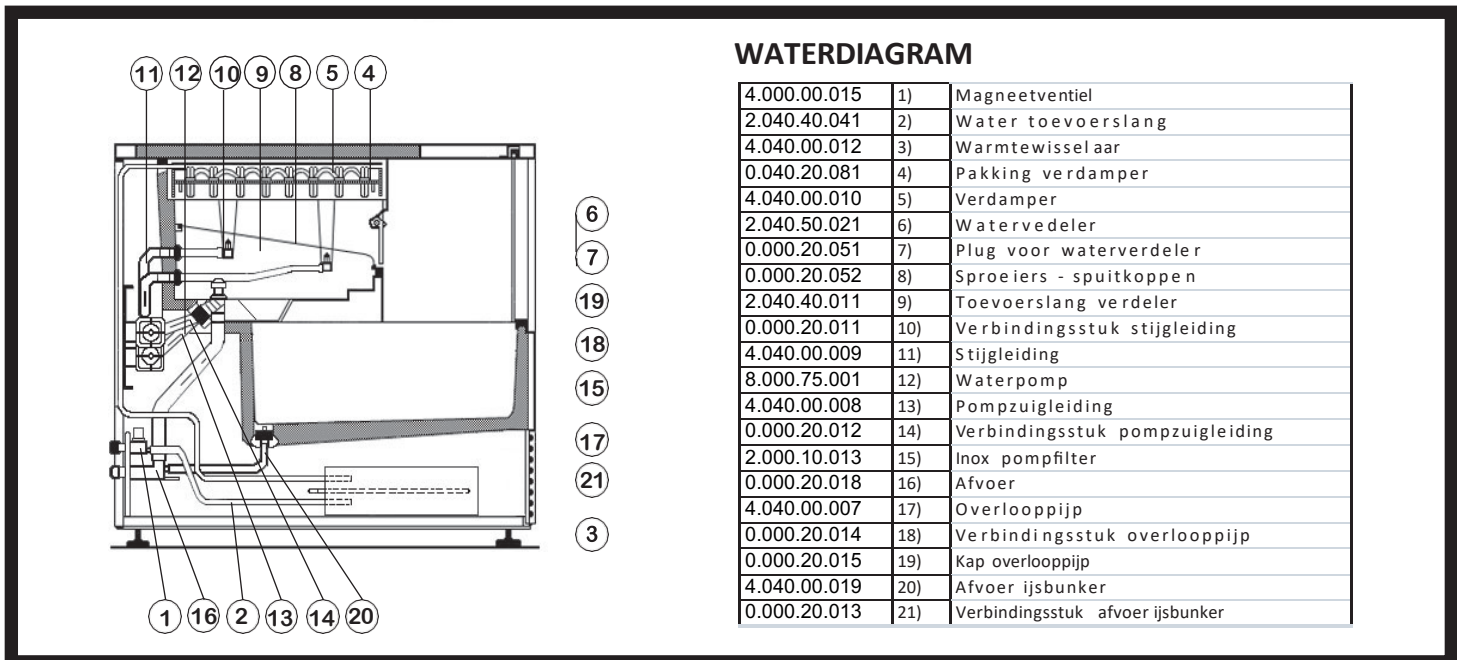 WATERDIAGRAM
11 12 10 9 8 5 4
6
7
19
18
15
17
21
3
1 16 2 13 14 20
4.000.00.015 1) Magneetventiel
2.040.40.041 2) Water toevoerslang
4.040.00.012 3) Warmtewisselaar
0.040.20.081 4) Pakking verdamper
4.040.00.010 5) Verdamper
2.040.50.021 6) Watervedeler
0.000.20.051 7) Plug voor waterverdeler
0.000.20.052 8) Sproeiers - spuitkoppen
2.040.40.011 9) Toevoerslang verdeler
0.000.20.011 10) Verbindingsstuk stijgleiding
4.040.00.009 11) Stijgleiding
8.000.75.001 12) Waterpomp
4.040.00.008 13) Pompzuigleiding
0.000.20.012 14) Verbindingsstuk pompzuigleiding
2.000.10.013 15) Inox pompfilter
0.000.20.018 16) Afvoer
4.040.00.007 17) Overlooppijp
0.000.20.014 18) Verbindingsstuk overlooppijp
0.000.20.015 19) Kap overlooppijp
4.040.00.019 20) Afvoer ijsbunker
0.000.20.013 21) Verbindingsstuk afvoer ijsbunker